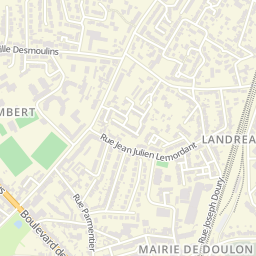 ille Desmoulins
MBERT
Rue Jean Julien Lemordant
LANDREA
Rue Parmentier
Boulevard de
Rue Joseph Doury
MAIRIE DE DOULON